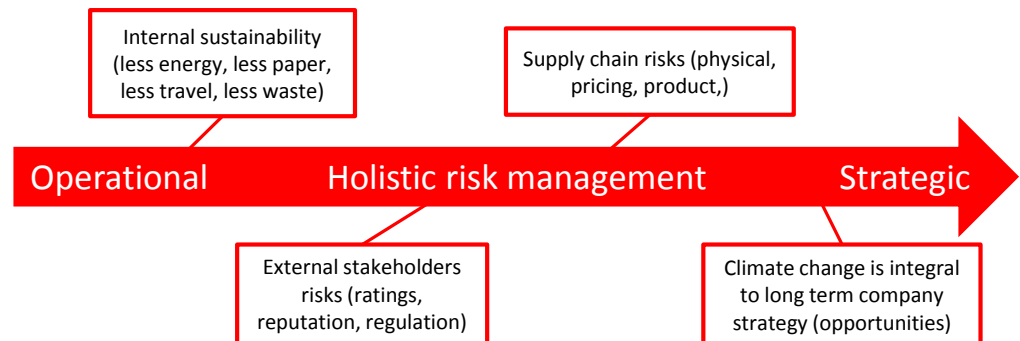 Internal sustainability
(less energy, less paper,
less travel, less waste)
Supply chain risks (physical,
pricing, product,)
Operational
Holistic risk management
Strategic
External stakeholders
risks (ratings,
reputation, regulation)
Climate change is integral
to long term company
strategy (opportunities)